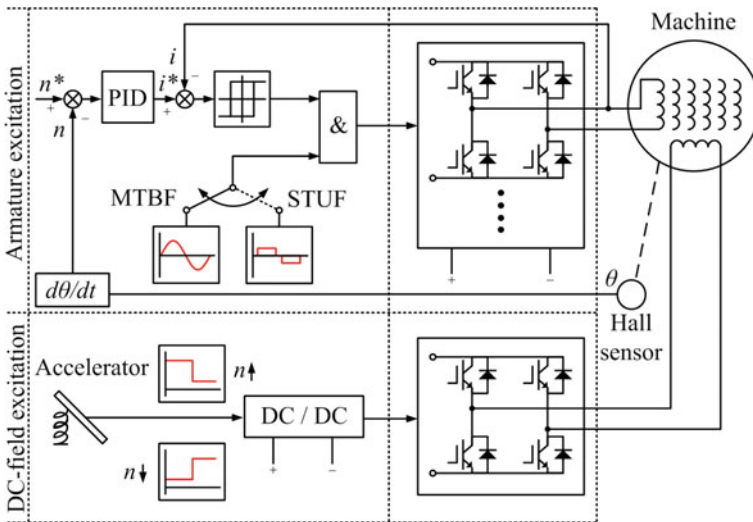 Machine
Armature excitation
i
n*
+
−
n
PID
i*
+
−
&
MTBF
STUF
+ −
dθ/dt
θ
Hall
sensor
DC-field excitation
Accelerator
n↑
DC / DC
+ −
n↓